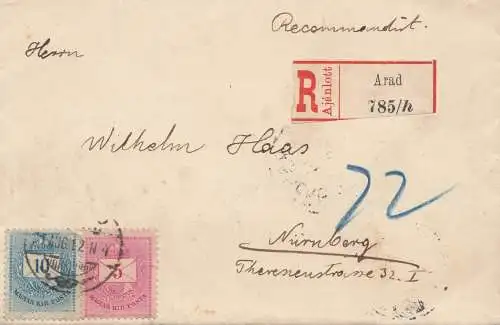 Recommandirt.
Herrn
R Ajánlott Arad
785/h
Wilhelm Haas
72
Nürnberg
Theresienstrasse 32. I
10 5
MAGYAR KIR. POSTA MAGYAR KIR. POSTA